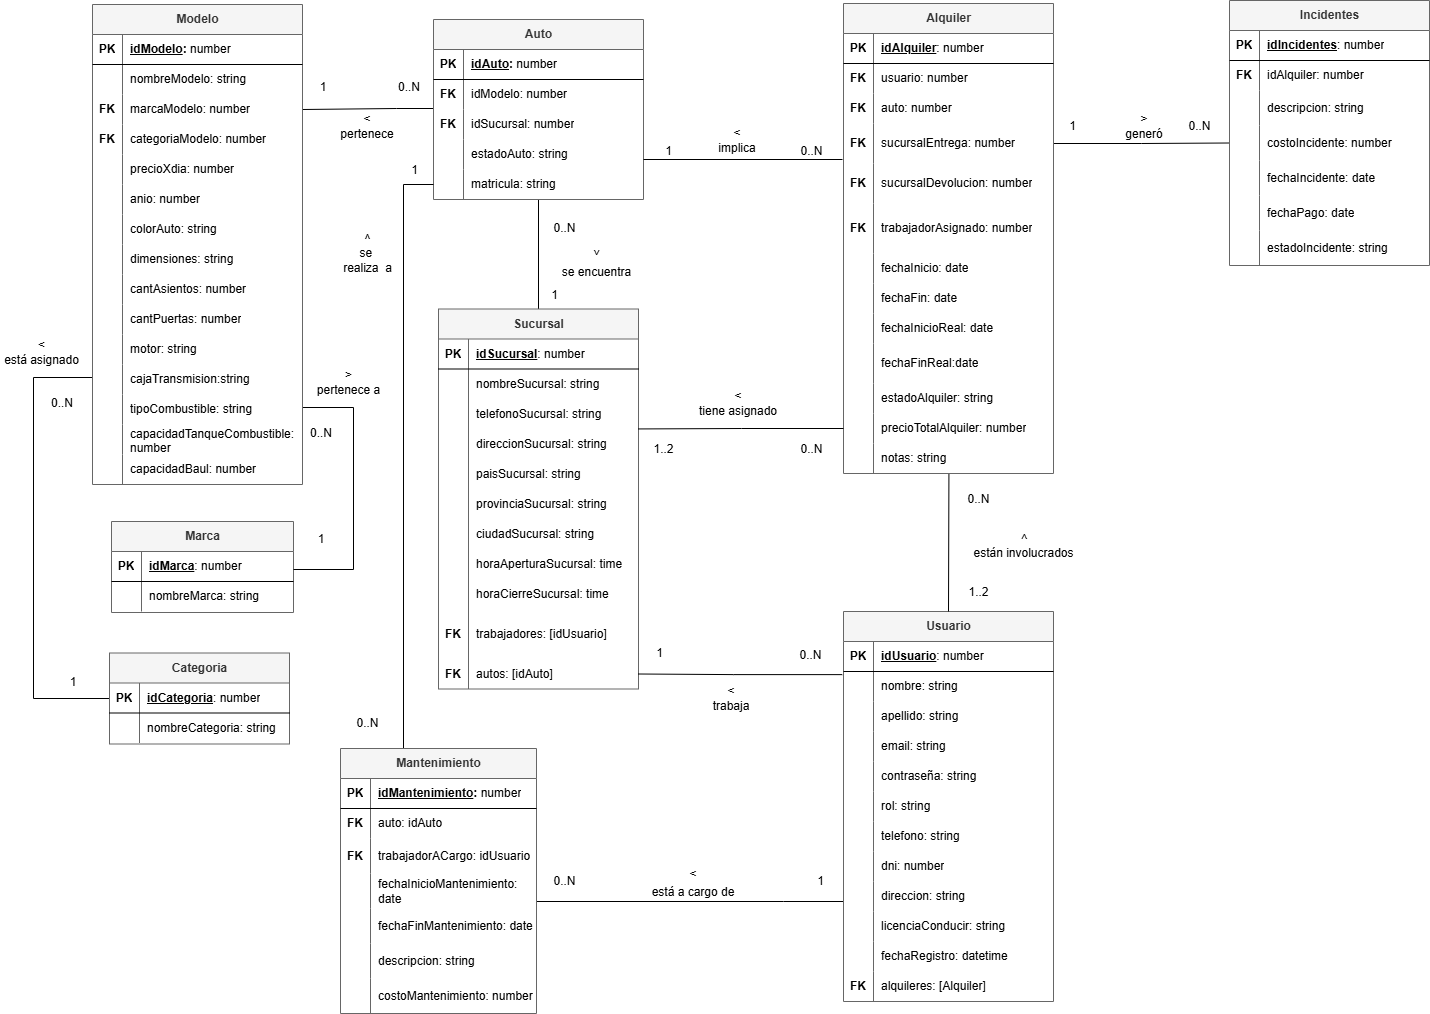 Modelo
PK idModelo: number
nombreModelo: string
FK marcaModelo: number
FK categoriaModelo: number
precioXdia: number
anio: number
colorAuto: string
dimensiones: string
cantAsientos: number
cantPuertas: number
motor: string
cajaTransmision:string
tipoCombustible: string
capacidadTanqueCombustible:
number
capacidadBaul: number
1
0..N
<
pertenece
Auto
PK idAuto: number
FK idModelo: number
FK idSucursal: number
estadoAuto: string
matricula: string
1
<
implica
0..N
Alquiler
PK idAlquiler: number
FK usuario: number
FK auto: number
FK sucursalEntrega: number
FK sucursalDevolucion: number
FK trabajadorAsignado: number
fechaInicio: date
fechaFin: date
fechaInicioReal: date
fechaFinReal:date
estadoAlquiler: string
precioTotalAlquiler: number
notas: string
1
>
generó
0..N
Incidentes
PK idIncidentes: number
FK idAlquiler: number
descripcion: string
costoIncidente: number
fechaIncidente: date
fechaPago: date
estadoIncidente: string
1
^
se
realiza a
0..N
0..N
v
se encuentra
1
Sucursal
PK idSucursal: number
nombreSucursal: string
telefonoSucursal: string
direccionSucursal: string
paisSucursal: string
provinciaSucursal: string
ciudadSucursal: string
horaAperturaSucursal: time
horaCierreSucursal: time
FK trabajadores: [idUsuario]
FK autos: [idAuto]
<
tiene asignado
1..2
0..N
<
está asignado
0..N
1
>
pertenece a
0..N
1
Marca
PK idMarca: number
nombreMarca: string
Categoria
PK idCategoria: number
nombreCategoria: string
0..N
^
están involucrados
1..2
1
0..N
<
trabaja
Usuario
PK idUsuario: number
nombre: string
apellido: string
email: string
contraseña: string
rol: string
telefono: string
dni: number
direccion: string
licenciaConducir: string
fechaRegistro: datetime
FK alquileres: [Alquiler]
Mantenimiento
PK idMantenimiento: number
FK auto: idAuto
FK trabajadorACargo: idUsuario
fechaInicioMantenimiento:
date
fechaFinMantenimiento: date
descripcion: string
costoMantenimiento: number
0..N
<
está a cargo de
1